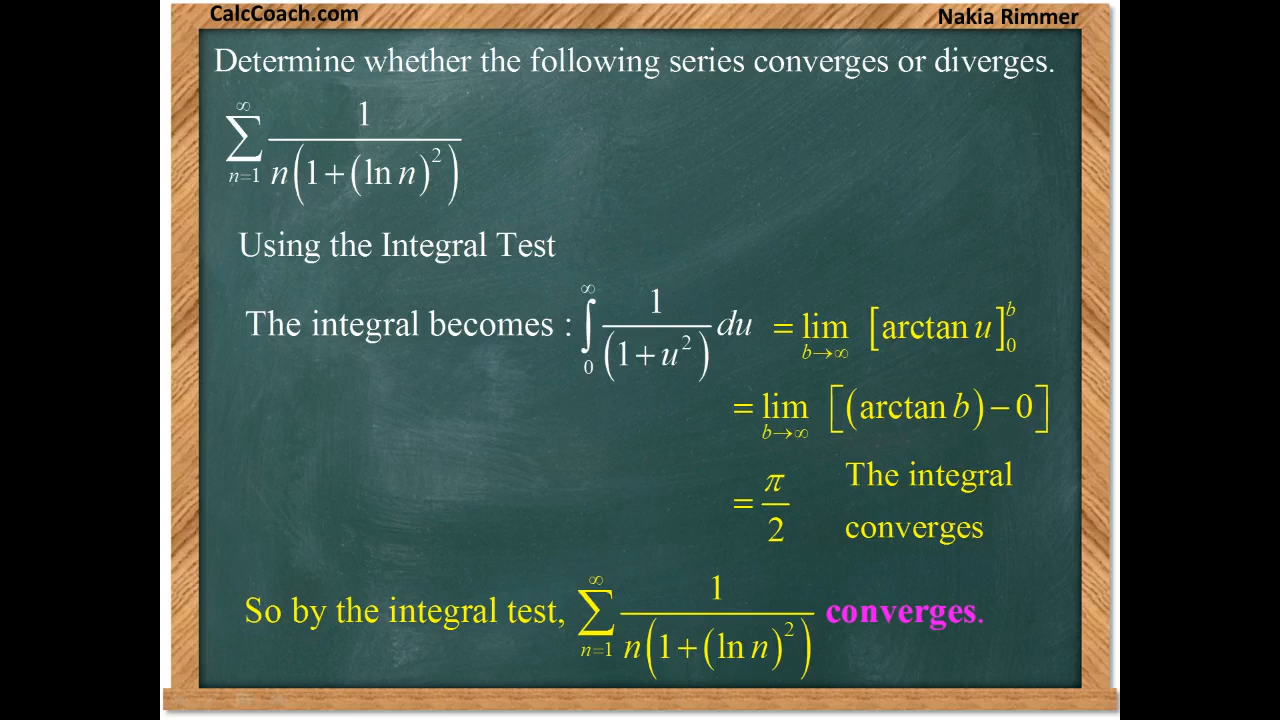 CalcCoach.com
Nakia Rimmer
Determine whether the following series converges or diverges.
∑_{n=1}^{∞} 1/(n(1+(ln n)^2))
Using the Integral Test
The integral becomes : ∫_0^∞ 1/(1+u^2) du = lim_{b→∞} [arctan u]_0^b
= lim_{b→∞} [(arctan b) − 0]
= π/2 The integral
converges
So by the integral test, ∑_{n=1}^{∞} 1/(n(1+(ln n)^2)) converges.